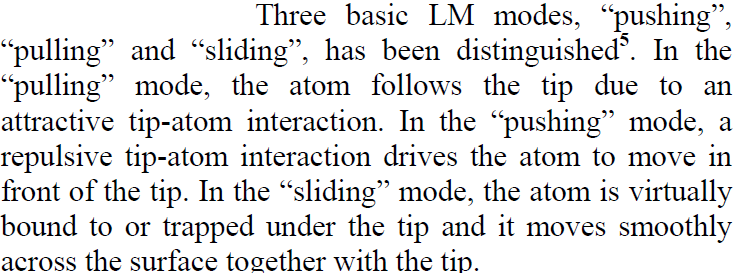 Three basic LM modes, “pushing”,
“pulling” and “sliding”, has been distinguished⁵. In the
“pulling” mode, the atom follows the tip due to an
attractive tip-atom interaction. In the “pushing” mode, a
repulsive tip-atom interaction drives the atom to move in
front of the tip. In the “sliding” mode, the atom is virtually
bound to or trapped under the tip and it moves smoothly
across the surface together with the tip.